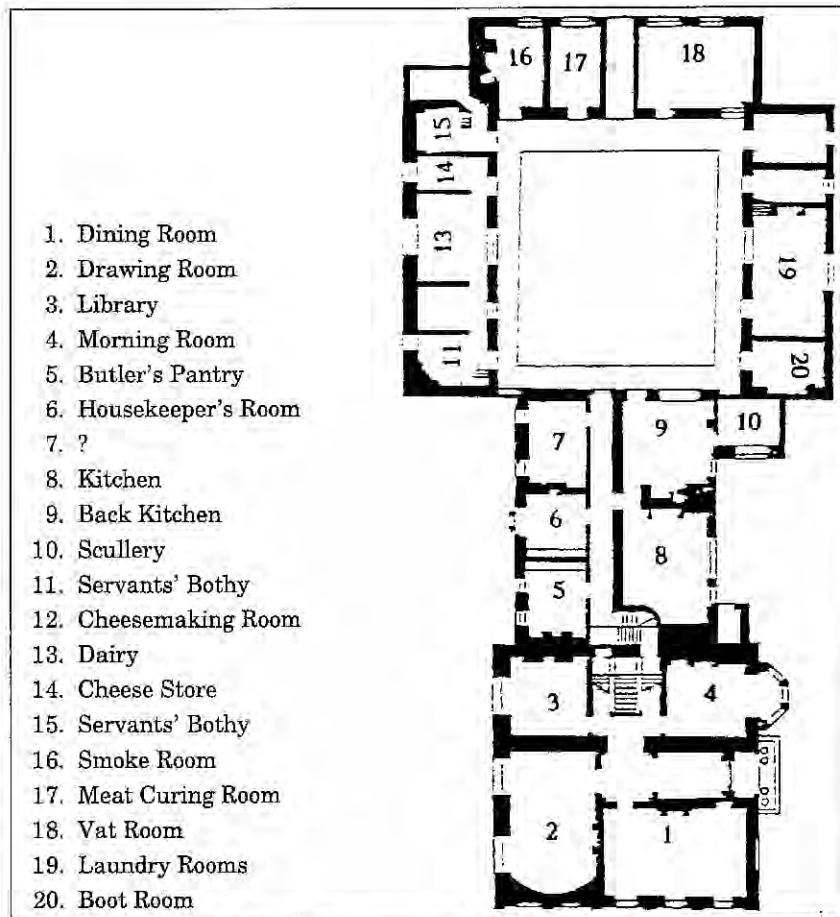 1. Dining Room
2. Drawing Room
3. Library
4. Morning Room
5. Butler's Pantry
6. Housekeeper's Room
7. ?
8. Kitchen
9. Back Kitchen
10. Scullery
11. Servants' Bothy
12. Cheesemaking Room
13. Dairy
14. Cheese Store
15. Servants' Bothy
16. Smoke Room
17. Meat Curing Room
18. Vat Room
19. Laundry Rooms
20. Boot Room
16 17 18
15
14
13
19
11
20
7 9 10
6
8
5
3 4
2 1